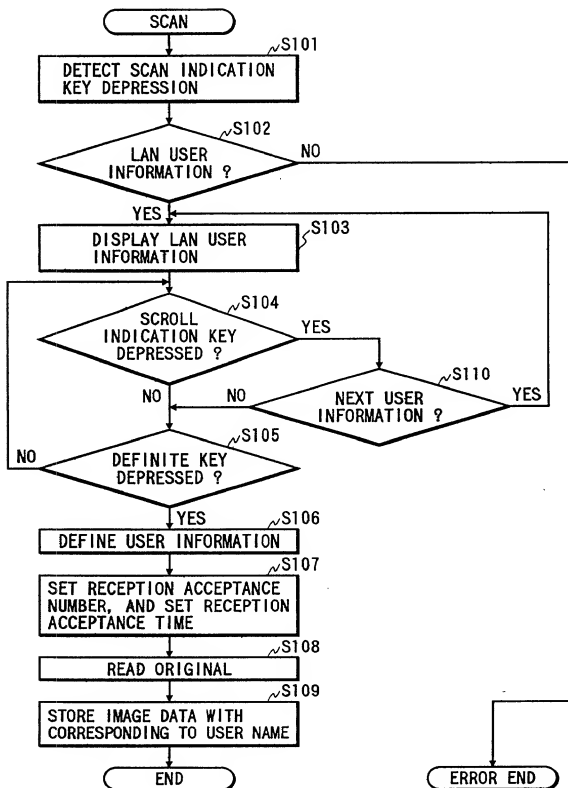 SCAN
S101
DETECT SCAN INDICATION
KEY DEPRESSION
S102
LAN USER
INFORMATION ?
NO
YES
S103
DISPLAY LAN USER
INFORMATION
S104
SCROLL
INDICATION KEY
DEPRESSED ?
YES
S110
NEXT USER
INFORMATION ?
YES
NO
NO
S105
NO
DEFINITE KEY
DEPRESSED ?
YES
S106
DEFINE USER INFORMATION
S107
SET RECEPTION ACCEPTANCE
NUMBER, AND SET RECEPTION
ACCEPTANCE TIME
S108
READ ORIGINAL
S109
STORE IMAGE DATA WITH
CORRESPONDING TO USER NAME
END
ERROR END